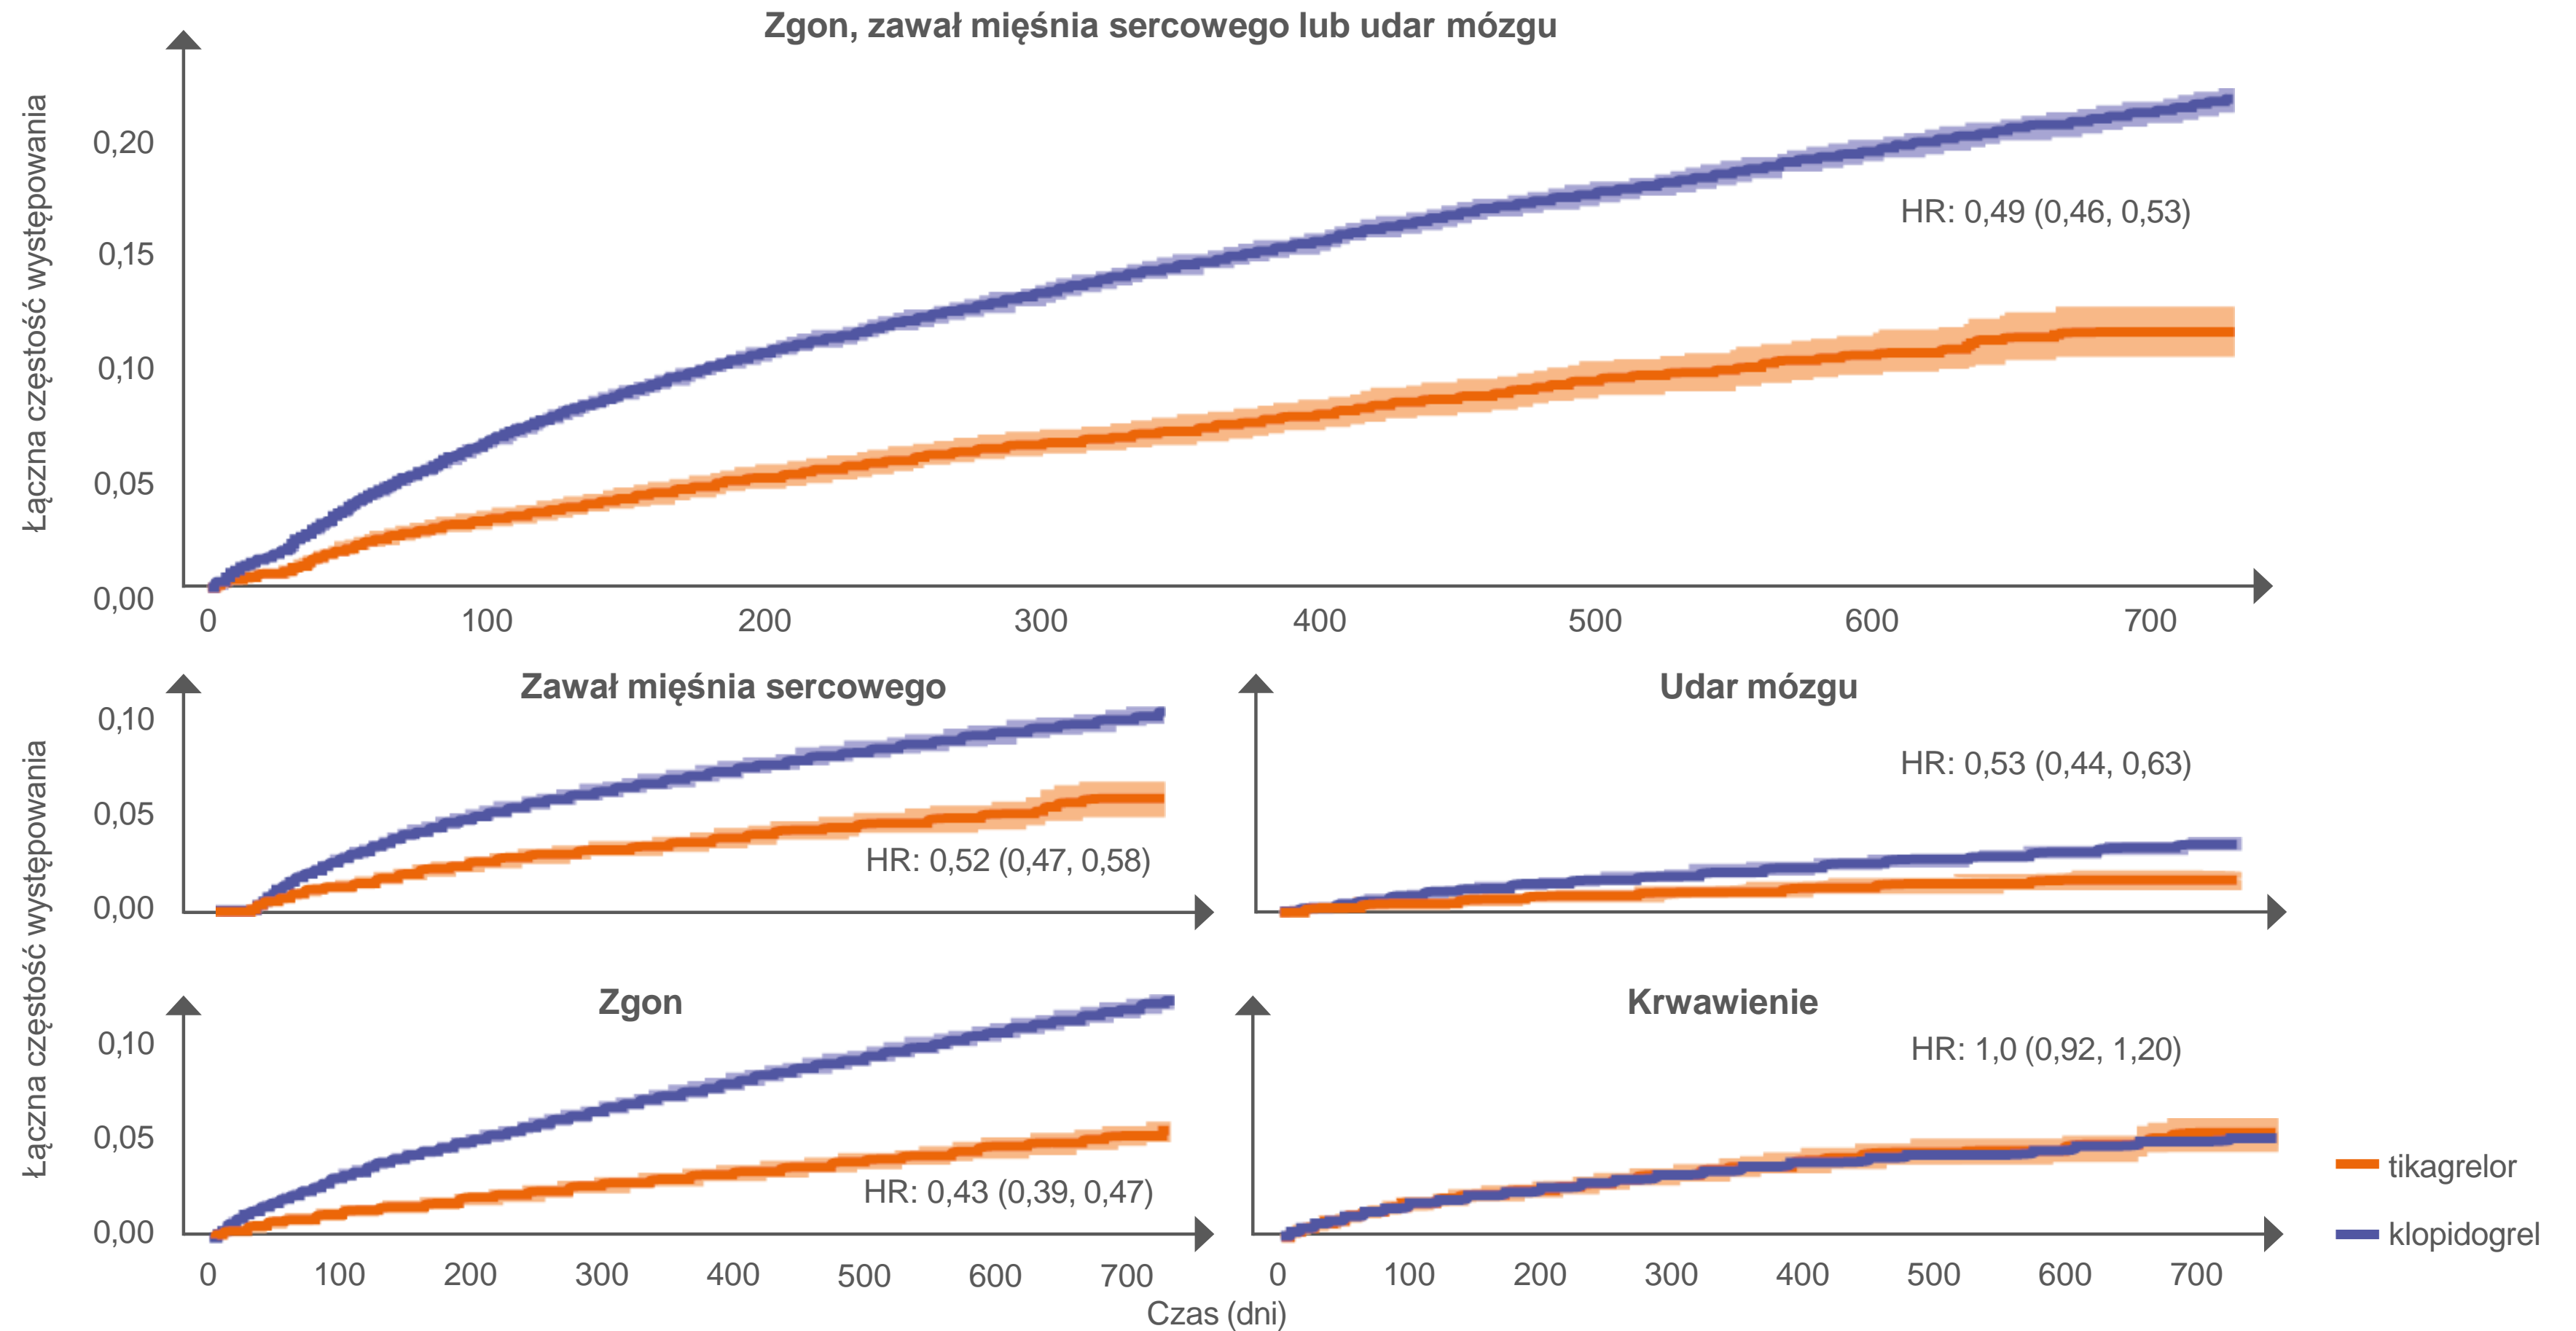 Zgon, zawał mięśnia sercowego lub udar mózgu
Łączna częstość występowania
0,20
0,15
0,10
0,05
0,00
HR: 0,49 (0,46, 0,53)
0 100 200 300 400 500 600 700
Zawał mięśnia sercowego
Łączna częstość występowania
0,10
0,05
0,00
HR: 0,52 (0,47, 0,58)
Udar mózgu
HR: 0,53 (0,44, 0,63)
Zgon
0,10
0,05
0,00
HR: 0,43 (0,39, 0,47)
0 100 200 300 400 500 600 700
Krwawienie
HR: 1,0 (0,92, 1,20)
0 100 200 300 400 500 600 700
Czas (dni)
tikagrelor
klopidogrel